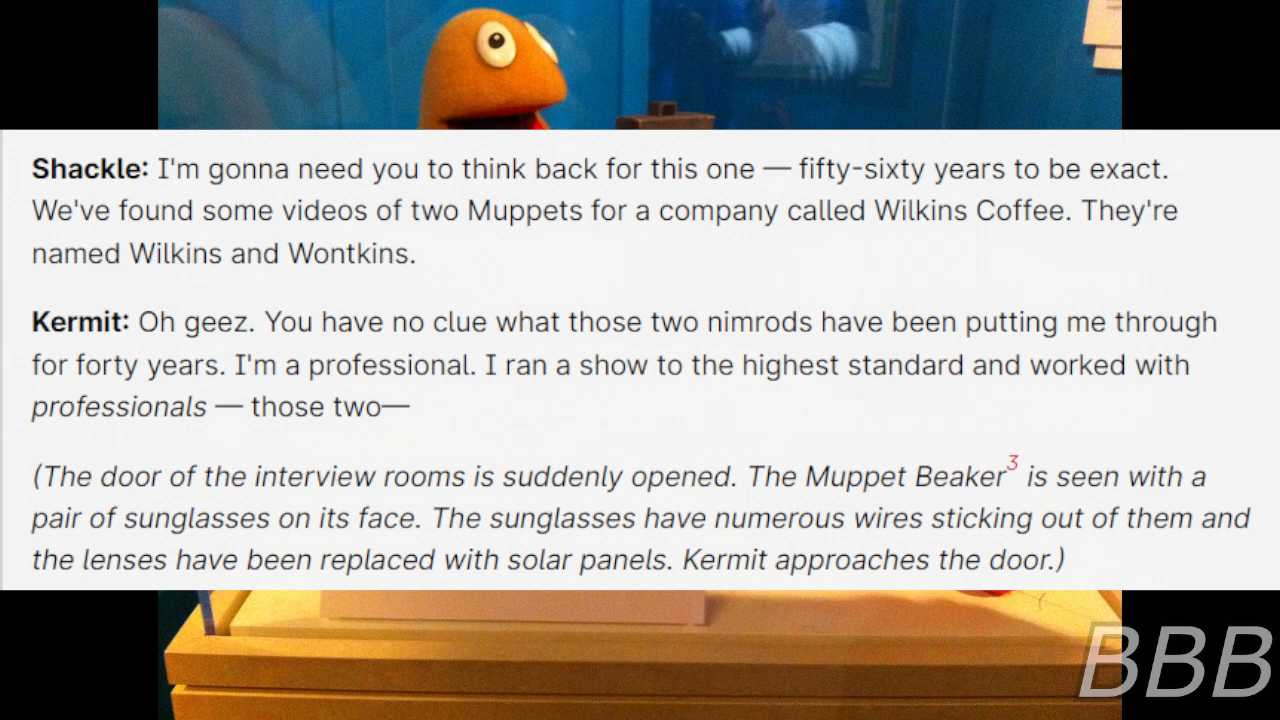 Shackle: I'm gonna need you to think back for this one — fifty-sixty years to be exact.
We've found some videos of two Muppets for a company called Wilkins Coffee. They're
named Wilkins and Wontkins.
Kermit: Oh geez. You have no clue what those two nimrods have been putting me through
for forty years. I'm a professional. I ran a show to the highest standard and worked with
professionals — those two—
(The door of the interview rooms is suddenly opened. The Muppet Beaker3 is seen with a
pair of sunglasses on its face. The sunglasses have numerous wires sticking out of them and
the lenses have been replaced with solar panels. Kermit approaches the door.)
BBB